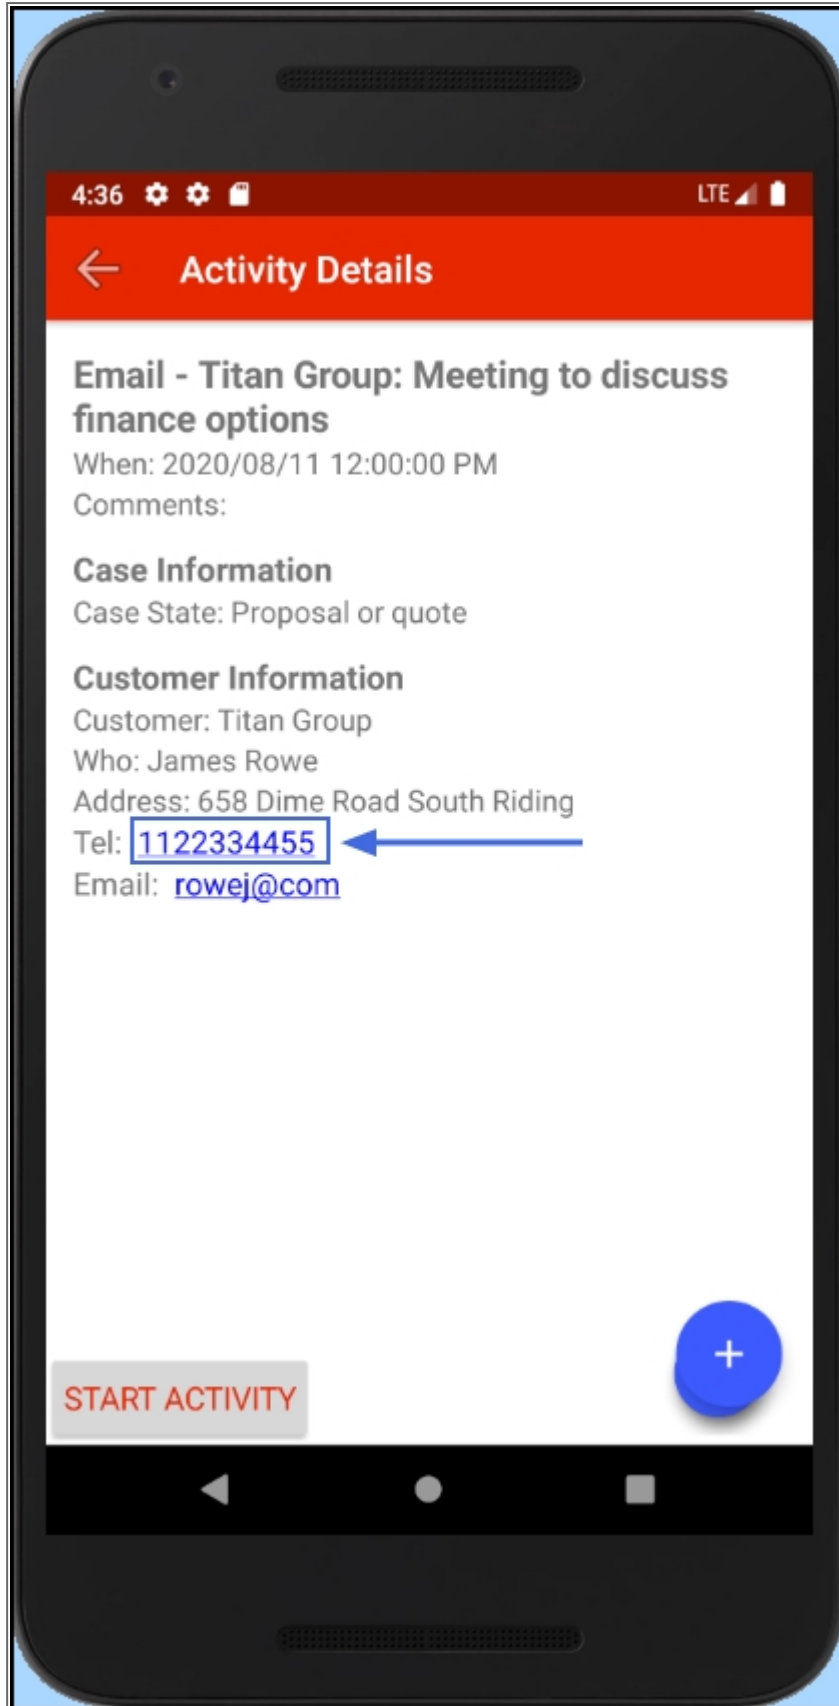 4:36 LTE
Activity Details
Email - Titan Group: Meeting to discuss
finance options
When: 2020/08/11 12:00:00 PM
Comments:
Case Information
Case State: Proposal or quote
Customer Information
Customer: Titan Group
Who: James Rowe
Address: 658 Dime Road South Riding
Tel: 1122334455
Email: rowej@com
+
START ACTIVITY